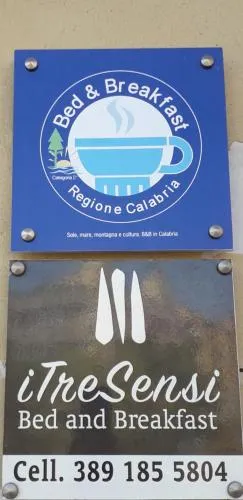 Bed & Breakfast
Categoria 2
Regione Calabria
Sole, mare, montagna e cultura. B&B in Calabria
iTreSensi
Bed and Breakfast
Cell. 389 185 5804